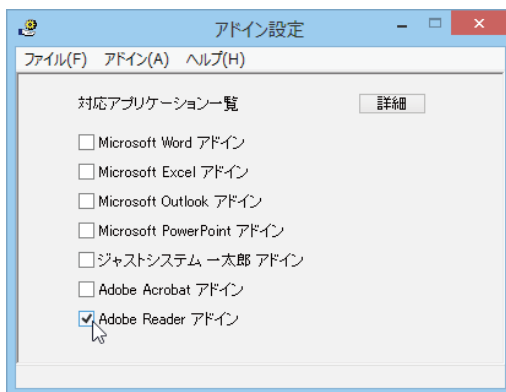 アドイン設定
ファイル(F) アドイン(A) ヘルプ(H)
対応アプリケーション一覧 詳細
Microsoft Word アドイン
Microsoft Excel アドイン
Microsoft Outlook アドイン
Microsoft PowerPoint アドイン
ジャストシステム 一太郎 アドイン
Adobe Acrobat アドイン
Adobe Reader アドイン